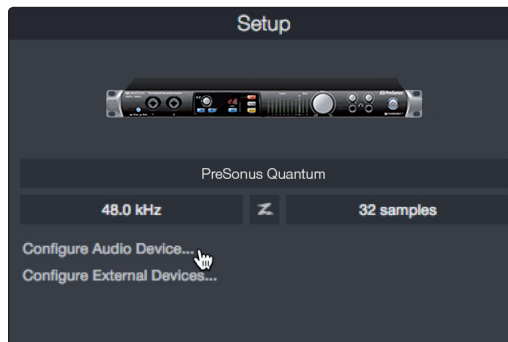 Setup
PreSonus Quantum
48.0 kHz
Z
32 samples
Configure Audio Device...
Configure External Devices...